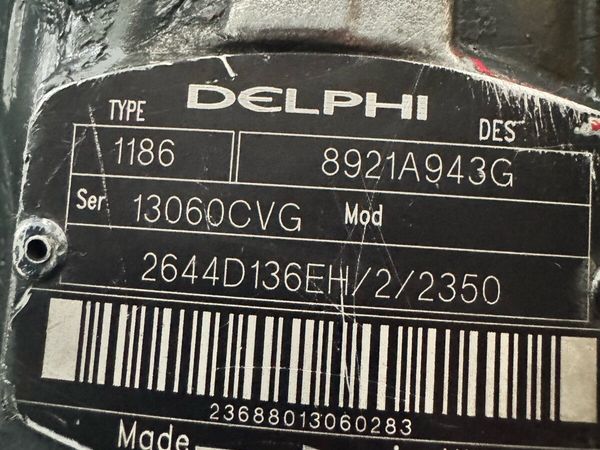 DELPHI
TYPE DES
1186 8921A943G
Ser 13060CVG Mod
2644D136EH/2/2350
23688013060283
Made